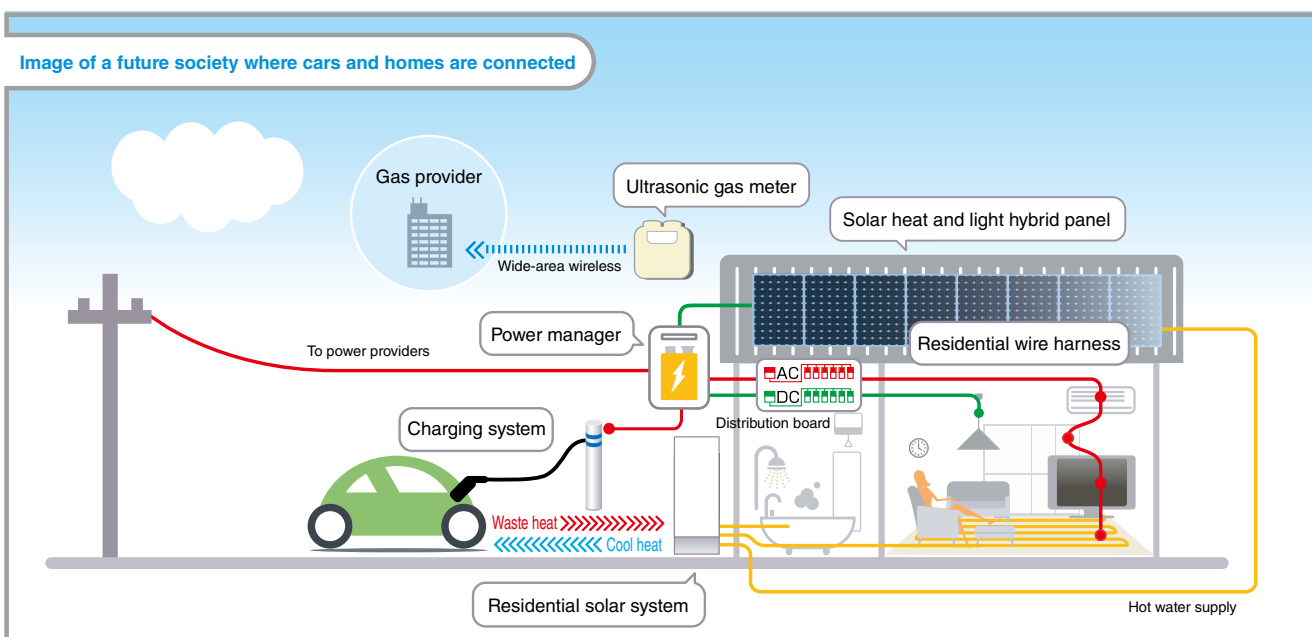 Image of a future society where cars and homes are connected
Gas provider
Ultrasonic gas meter
Wide-area wireless
Solar heat and light hybrid panel
Power manager
To power providers
Residential wire harness
AC
DC
Distribution board
Charging system
Waste heat
Cool heat
Residential solar system
Hot water supply